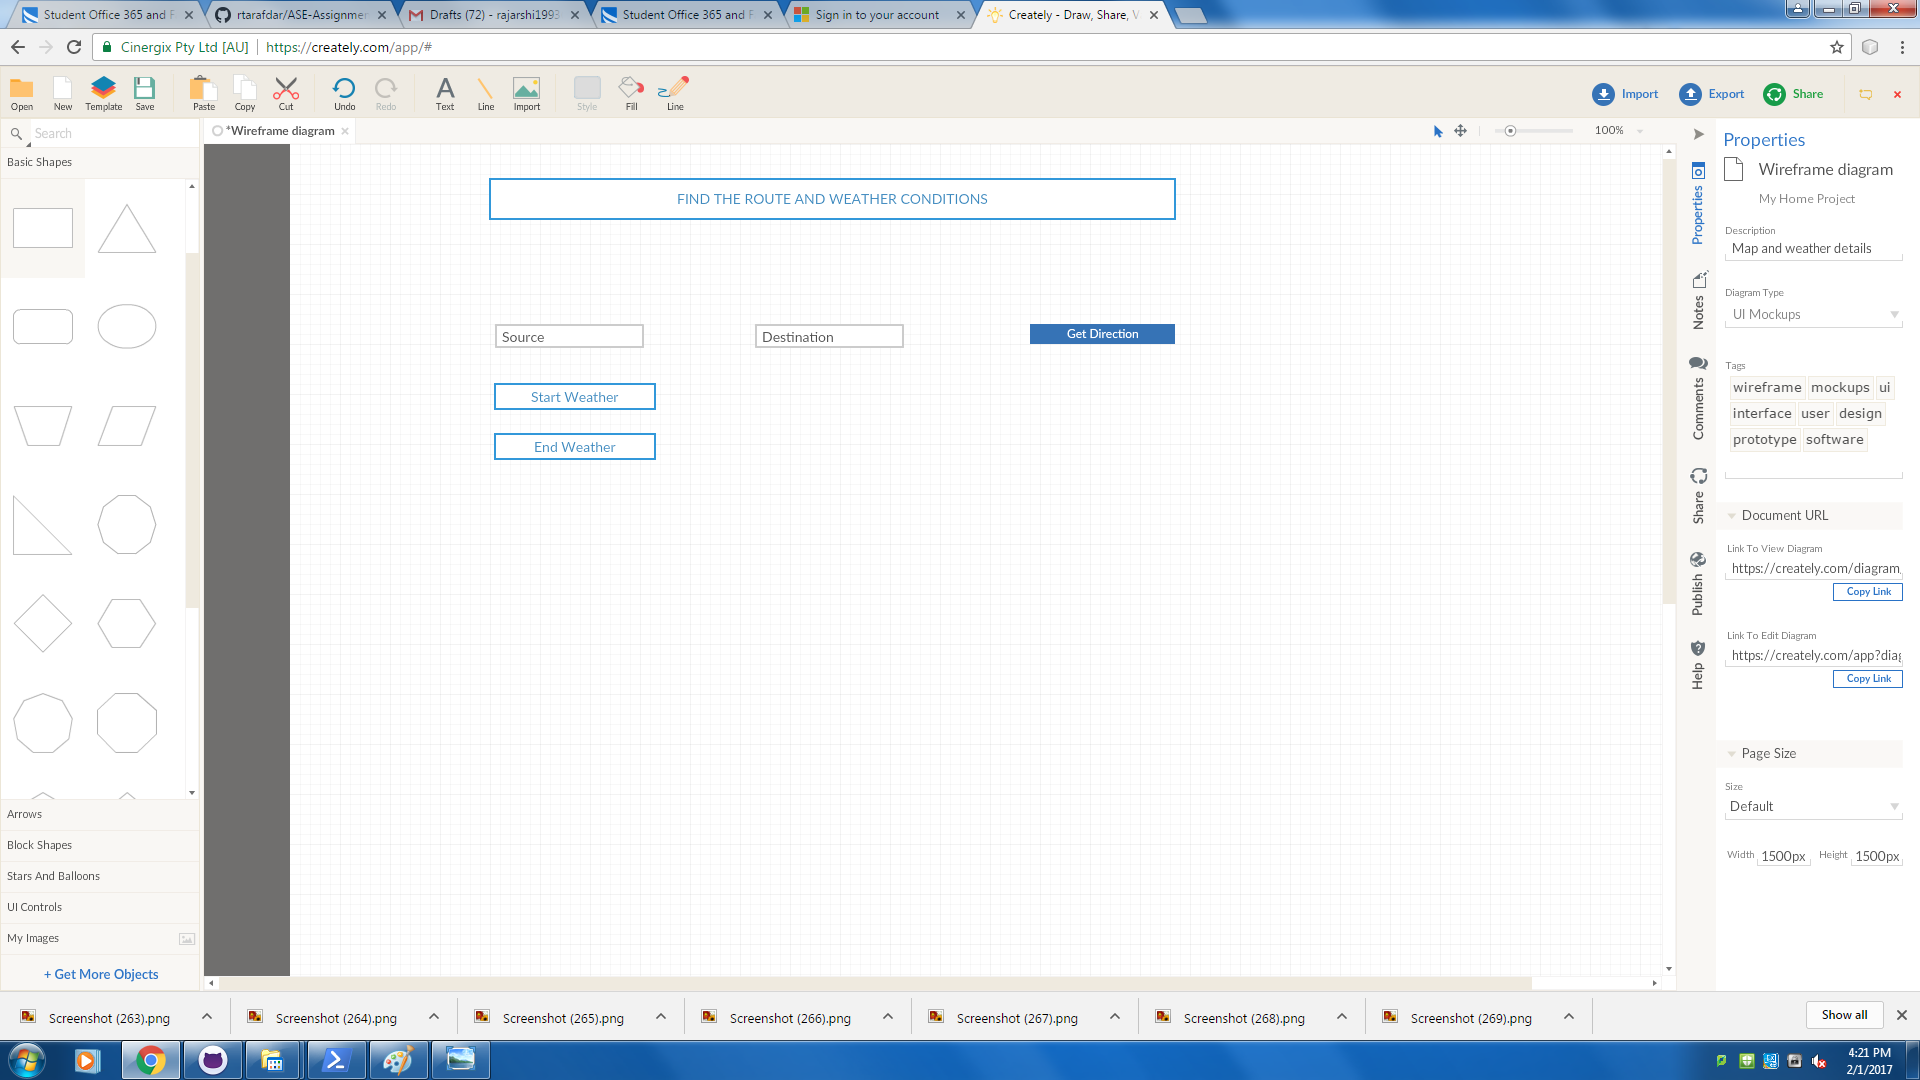 Student Office 365 and F
rtarafdar/ASE-Assignmen
Drafts (72) - rajarshi1993
Student Office 365 and F
Sign in to your account
Creately - Draw, Share, V
Cinergix Pty Ltd [AU]
https://creately.com/app/#
Open
New
Template
Save
Paste
Copy
Cut
Undo
Redo
Text
Line
Import
Style
Fill
Line
Import
Export
Share
Search
*Wireframe diagram
100%
Basic Shapes
FIND THE ROUTE AND WEATHER CONDITIONS
Source
Destination
Get Direction
Start Weather
End Weather
Arrows
Block Shapes
Stars And Balloons
UI Controls
My Images
+ Get More Objects
Properties
Notes
Comments
Share
Publish
Help
Properties
Wireframe diagram
My Home Project
Description
Map and weather details
Diagram Type
UI Mockups
Tags
wireframe mockups ui
interface user design
prototype software
Document URL
Link To View Diagram
https://creately.com/diagram
Copy Link
Link To Edit Diagram
https://creately.com/app?diag
Copy Link
Page Size
Size
Default
Width 1500px Height 1500px
Screenshot (263).png
Screenshot (264).png
Screenshot (265).png
Screenshot (266).png
Screenshot (267).png
Screenshot (268).png
Screenshot (269).png
Show all
4:21 PM
2/1/2017